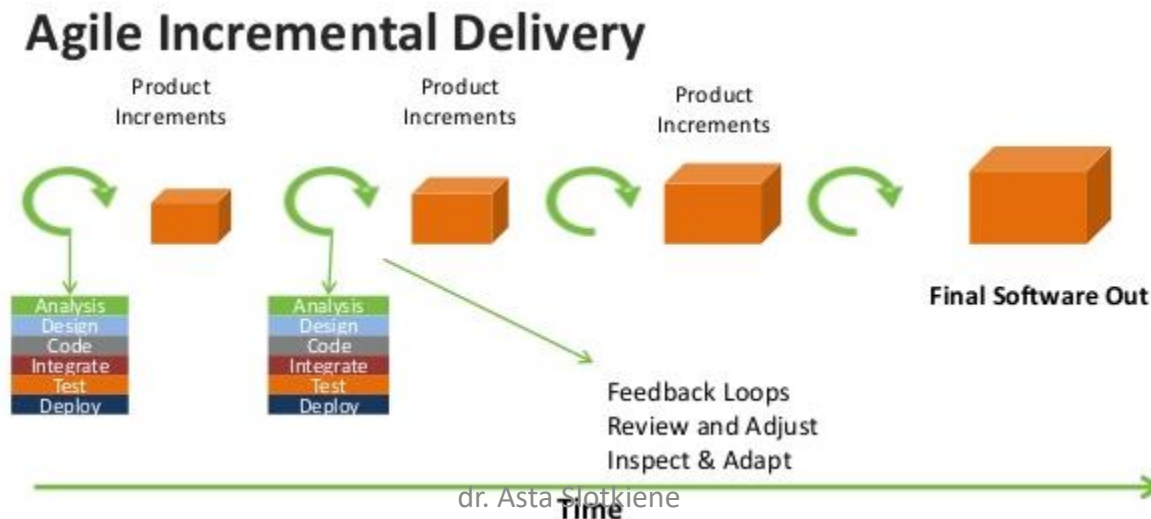 Agile Incremental Delivery
Product
Increments
Product
Increments
Product
Increments
Final Software Out
Analysis
Design
Code
Integrate
Test
Deploy
Analysis
Design
Code
Integrate
Test
Deploy
Feedback Loops
Review and Adjust
Inspect & Adapt
dr. Asta Slotkiene
Time